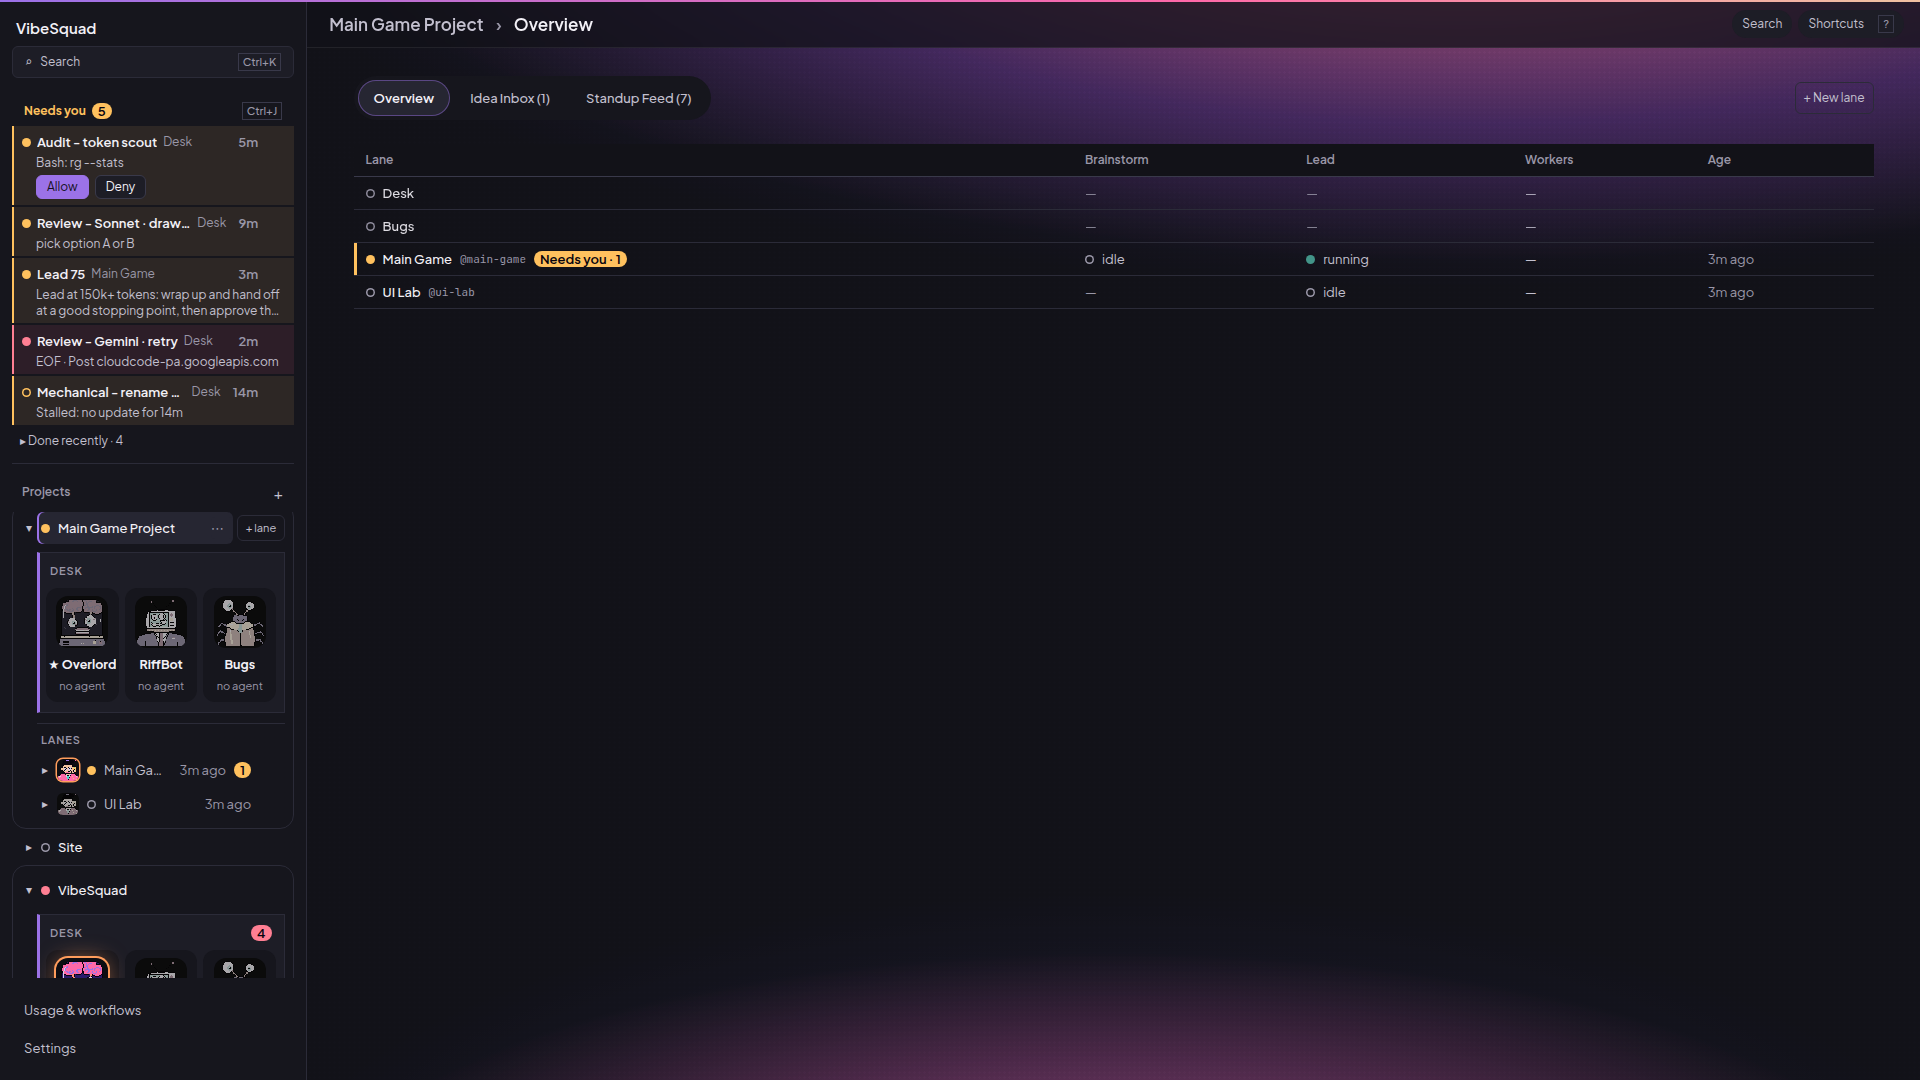 VibeSquad
Search Ctrl+K
Needs you 5 Ctrl+J
Audit – token scout Desk 5m
Bash: rg --stats
Allow Deny
Review – Sonnet · draw… Desk 9m
pick option A or B
Lead 75 Main Game 3m
Lead at 150k+ tokens: wrap up and hand off
at a good stopping point, then approve th…
Review – Gemini · retry Desk 2m
EOF · Post cloudcode-pa.googleapis.com
Mechanical – rename … Desk 14m
Stalled: no update for 14m
▸ Done recently · 4
Projects +
▾ Main Game Project ⋯ + lane
DESK
★ Overlord RiffBot Bugs
no agent no agent no agent
LANES
▸ Main Ga… 3m ago 1
▸ UI Lab 3m ago
▸ Site
▾ VibeSquad
DESK 4
Usage & workflows
Settings
Main Game Project › Overview
Search Shortcuts ?
Overview Idea Inbox (1) Standup Feed (7)
+ New lane
Lane Brainstorm Lead Workers Age
Desk — — —
Bugs — — —
Main Game @main-game Needs you · 1 idle running — 3m ago
UI Lab @ui-lab — idle — 3m ago